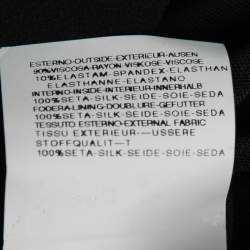 ESTERNO-OUTSIDE-EXTERIEUR-AUSEN
90%VISCOSA-RAYON-VISKOSE-VISCOSE
10%ELASTAM-SPANDEX-ELASTHAN
ELASTHANNE-ELASTANO
INTERNO-INSIDE-INTERIEUR-INNERHALB
100%SETA-SILK-SEIDE-SOIE-SEDA
FODERA-LINING-DOUBLURE-GEFUTTER
100%SETA-SILK-SEIDE-SOIE-SEDA
TESSUTO ESTERNO-EXTERNAL FABRIC
TISSU EXTERIEUR--USSERE
STOFFQUALIT-T
100%SETA-SILK-SEIDE-SOIE-SEDA